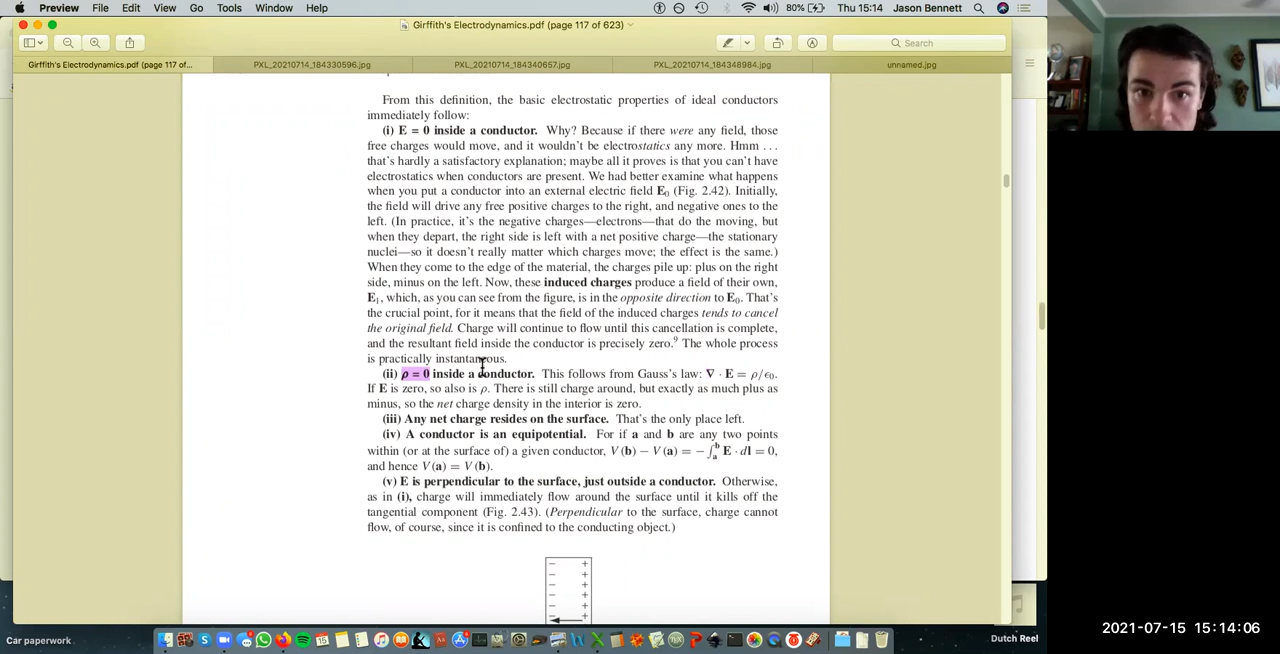 Preview File Edit View Go Tools Window Help 80% Thu 15:14 Jason Bennett
Girffith's Electrodynamics.pdf (page 117 of 623)
Search
Girffith's Electrodynamics.pdf (page 117 of... PXL_20210714_184330596.jpg PXL_20210714_184340657.jpg PXL_20210714_184348984.jpg unnamed.jpg
From this definition, the basic electrostatic properties of ideal conductors
immediately follow:
(i) E = 0 inside a conductor. Why? Because if there were any field, those
free charges would move, and it wouldn't be electrostatics any more. Hmm . . .
that's hardly a satisfactory explanation; maybe all it proves is that you can't have
electrostatics when conductors are present. We had better examine what happens
when you put a conductor into an external electric field E₀ (Fig. 2.42). Initially,
the field will drive any free positive charges to the right, and negative ones to the
left. (In practice, it's the negative charges—electrons—that do the moving, but
when they depart, the right side is left with a net positive charge—the stationary
nuclei—so it doesn't really matter which charges move; the effect is the same.)
When they come to the edge of the material, the charges pile up: plus on the right
side, minus on the left. Now, these induced charges produce a field of their own,
E₁, which, as you can see from the figure, is in the opposite direction to E₀. That's
the crucial point, for it means that the field of the induced charges tends to cancel
the original field. Charge will continue to flow until this cancellation is complete,
and the resultant field inside the conductor is precisely zero.⁹ The whole process
is practically instantaneous.
(ii) ρ = 0 inside a conductor. This follows from Gauss's law: ∇ · E = ρ/ϵ₀.
If E is zero, so also is ρ. There is still charge around, but exactly as much plus as
minus, so the net charge density in the interior is zero.
(iii) Any net charge resides on the surface. That's the only place left.
(iv) A conductor is an equipotential. For if a and b are any two points
within (or at the surface of) a given conductor, V(b) − V(a) = −∫ₐᵇ E · dl = 0,
and hence V(a) = V(b).
(v) E is perpendicular to the surface, just outside a conductor. Otherwise,
as in (i), charge will immediately flow around the surface until it kills off the
tangential component (Fig. 2.43). (Perpendicular to the surface, charge cannot
flow, of course, since it is confined to the conducting object.)
− +
− +
− +
− +
− +
− +
Car paperwork Dutch Reel
2021-07-15 15:14:06